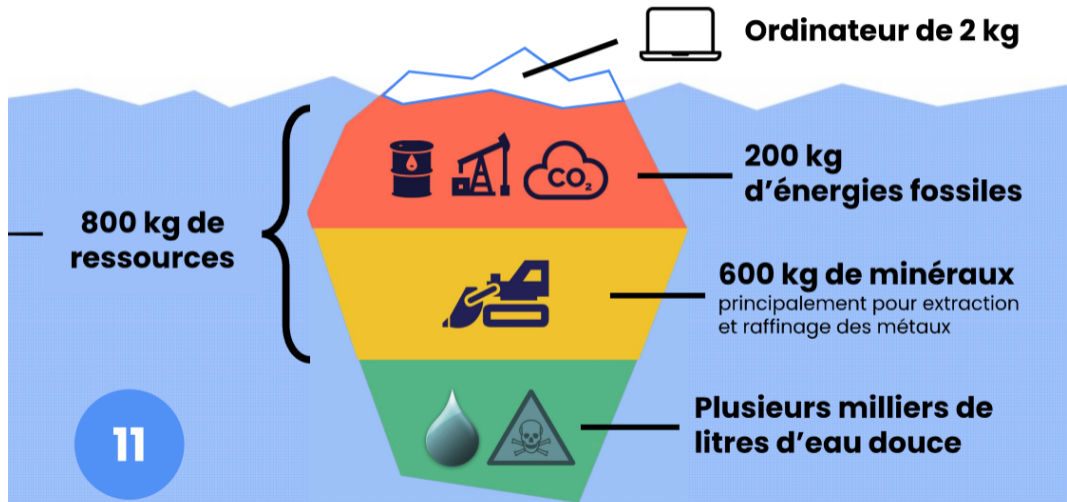 Ordinateur de 2 kg
CO₂
200 kg
d’énergies fossiles
800 kg de
ressources
600 kg de minéraux
principalement pour extraction
et raffinage des métaux
Plusieurs milliers de
litres d’eau douce
11